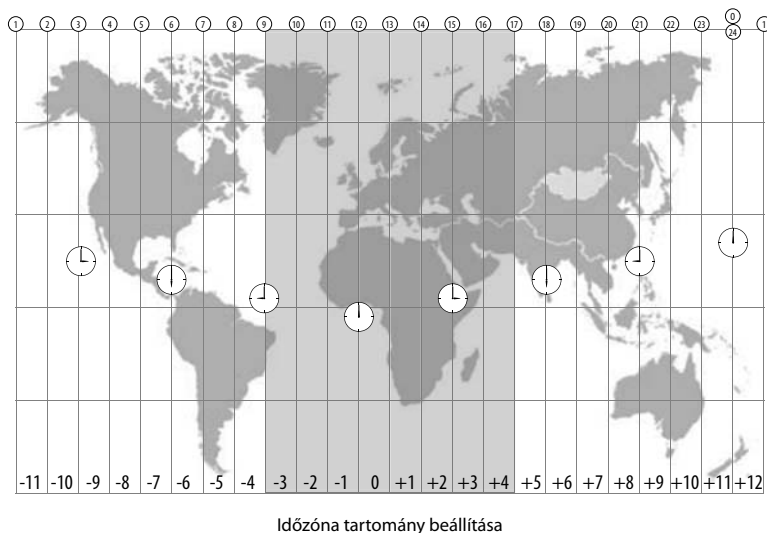 1 2 3 4 5 6 7 8 9 10 11 12 13 14 15 16 17 18 19 20 21 22 23 0 1
24
-11 -10 -9 -8 -7 -6 -5 -4 -3 -2 -1 0 +1 +2 +3 +4 +5 +6 +7 +8 +9 +10 +11 +12
Időzóna tartomány beállítása